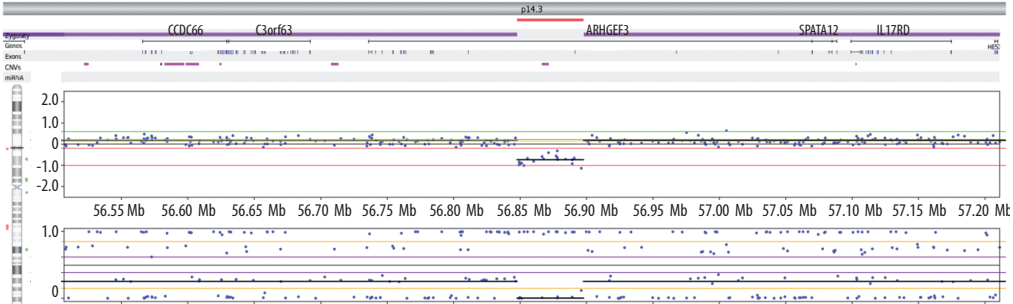 p14.3
CCDC66 C3orf63 ARHGEF3 SPATA12 IL17RD
Zygosity
Genes
HES
Exons
CNVs
miRNA
2.0
1.0
0
-1.0
-2.0
56.55 Mb 56.60 Mb 56.65 Mb 56.70 Mb 56.75 Mb 56.80 Mb 56.85 Mb 56.90 Mb 56.95 Mb 57.00 Mb 57.05 Mb 57.10 Mb 57.15 Mb 57.20 Mb
1.0
0